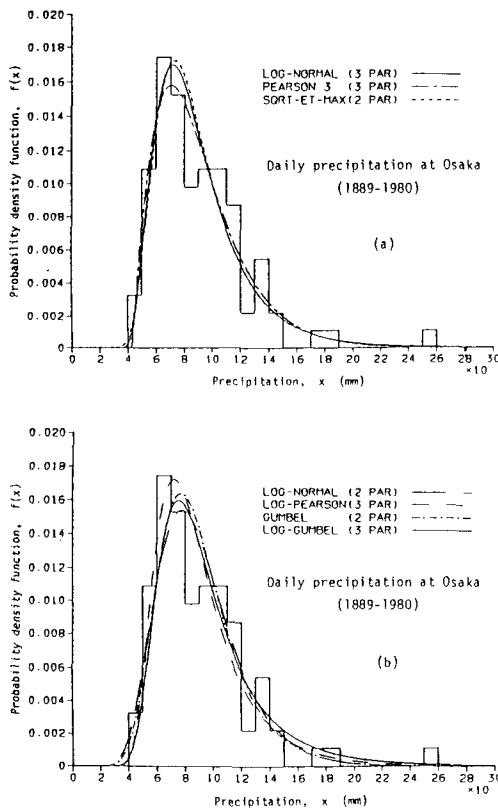 0.020
0.018
0.016
0.014
0.012
0.010
0.008
0.006
0.004
0.002
0
Probability density function, f(x)
LOG-NORMAL (3 PAR)
PEARSON 3 (3 PAR)
SQRT-ET-MAX(2 PAR)
Daily precipitation at Osaka
(1889-1980)
(a)
0 2 4 6 8 10 12 14 16 18 20 22 24 26 28 30
×10
Precipitation, x (mm)
0.020
0.018
0.016
0.014
0.012
0.010
0.008
0.006
0.004
0.002
0
Probability density function, f(x)
LOG-NORMAL (2 PAR)
LOG-PEARSON(3 PAR)
GUMBEL (2 PAR)
LOG-GUMBEL (3 PAR)
Daily precipitation at Osaka
(1889-1980)
(b)
0 2 4 6 8 10 12 14 16 18 20 22 24 26 28 30
×10
Precipitation x (mm)